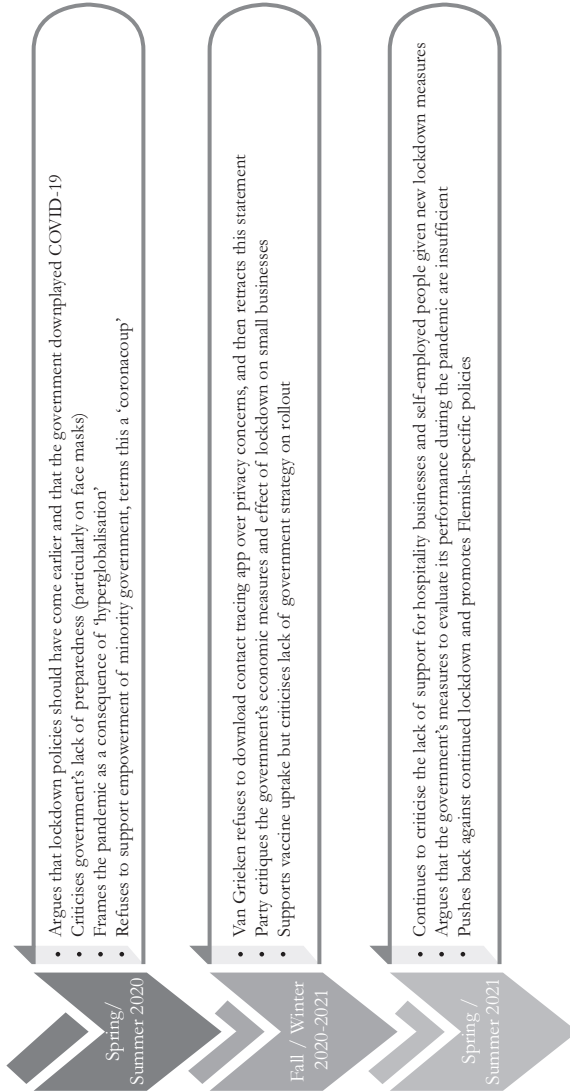 Spring/
Summer 2020
• Argues that lockdown policies should have come earlier and that the government downplayed COVID-19
• Criticises government's lack of preparedness (particularly on face masks)
• Frames the pandemic as a consequence of ‘hyperglobalisation’
• Refuses to support empowerment of minority government, terms this a ‘coronacoup’
Fall / Winter
2020-2021
• Van Grieken refuses to download contact tracing app over privacy concerns, and then retracts this statement
• Party critiques the government's economic measures and effect of lockdown on small businesses
• Supports vaccine uptake but criticises lack of government strategy on rollout
Spring /
Summer 2021
• Continues to criticise the lack of support for hospitality businesses and self-employed people given new lockdown measures
• Argues that the government's measures to evaluate its performance during the pandemic are insufficient
• Pushes back against continued lockdown and promotes Flemish-specific policies